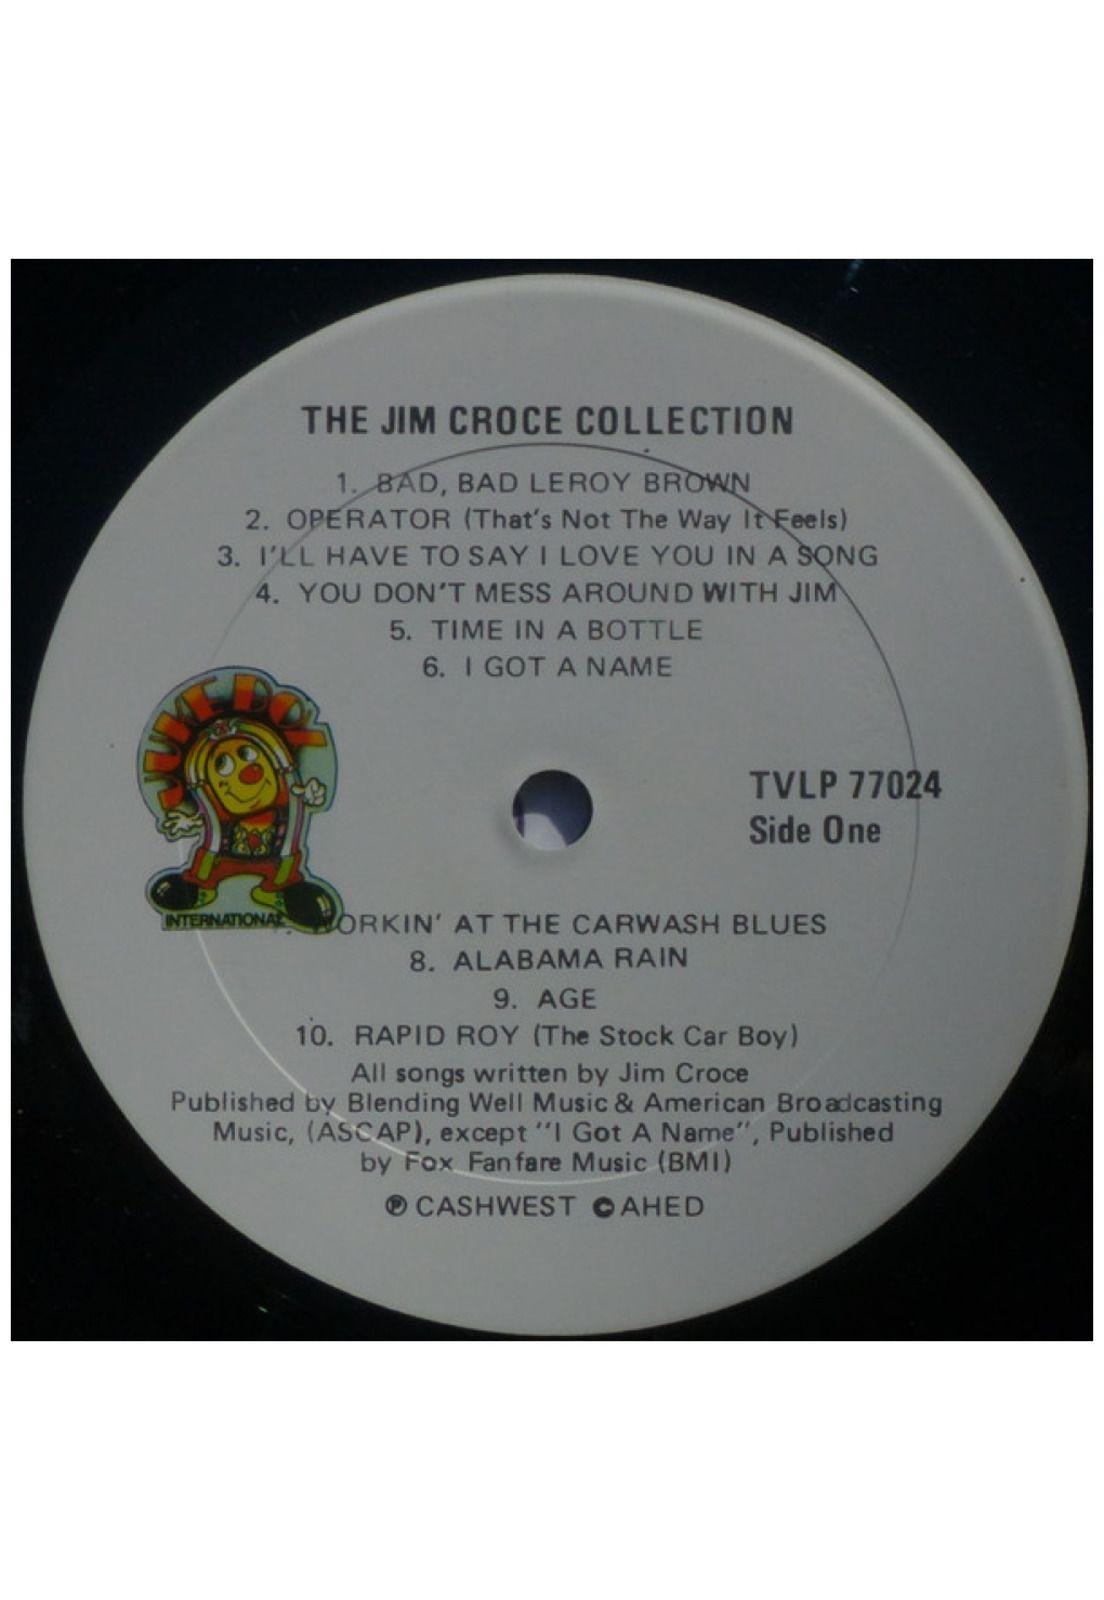 THE JIM CROCE COLLECTION
1. BAD, BAD LEROY BROWN
2. OPERATOR (That's Not The Way It Feels)
3. I'LL HAVE TO SAY I LOVE YOU IN A SONG
4. YOU DON'T MESS AROUND WITH JIM
5. TIME IN A BOTTLE
6. I GOT A NAME
JUKE BOX
INTERNATIONAL
TVLP 77024
Side One
7. WORKIN' AT THE CARWASH BLUES
8. ALABAMA RAIN
9. AGE
10. RAPID ROY (The Stock Car Boy)
All songs written by Jim Croce
Published by Blending Well Music & American Broadcasting
Music, (ASCAP), except "I Got A Name", Published
by Fox Fanfare Music (BMI)
Ⓟ CASHWEST © AHED